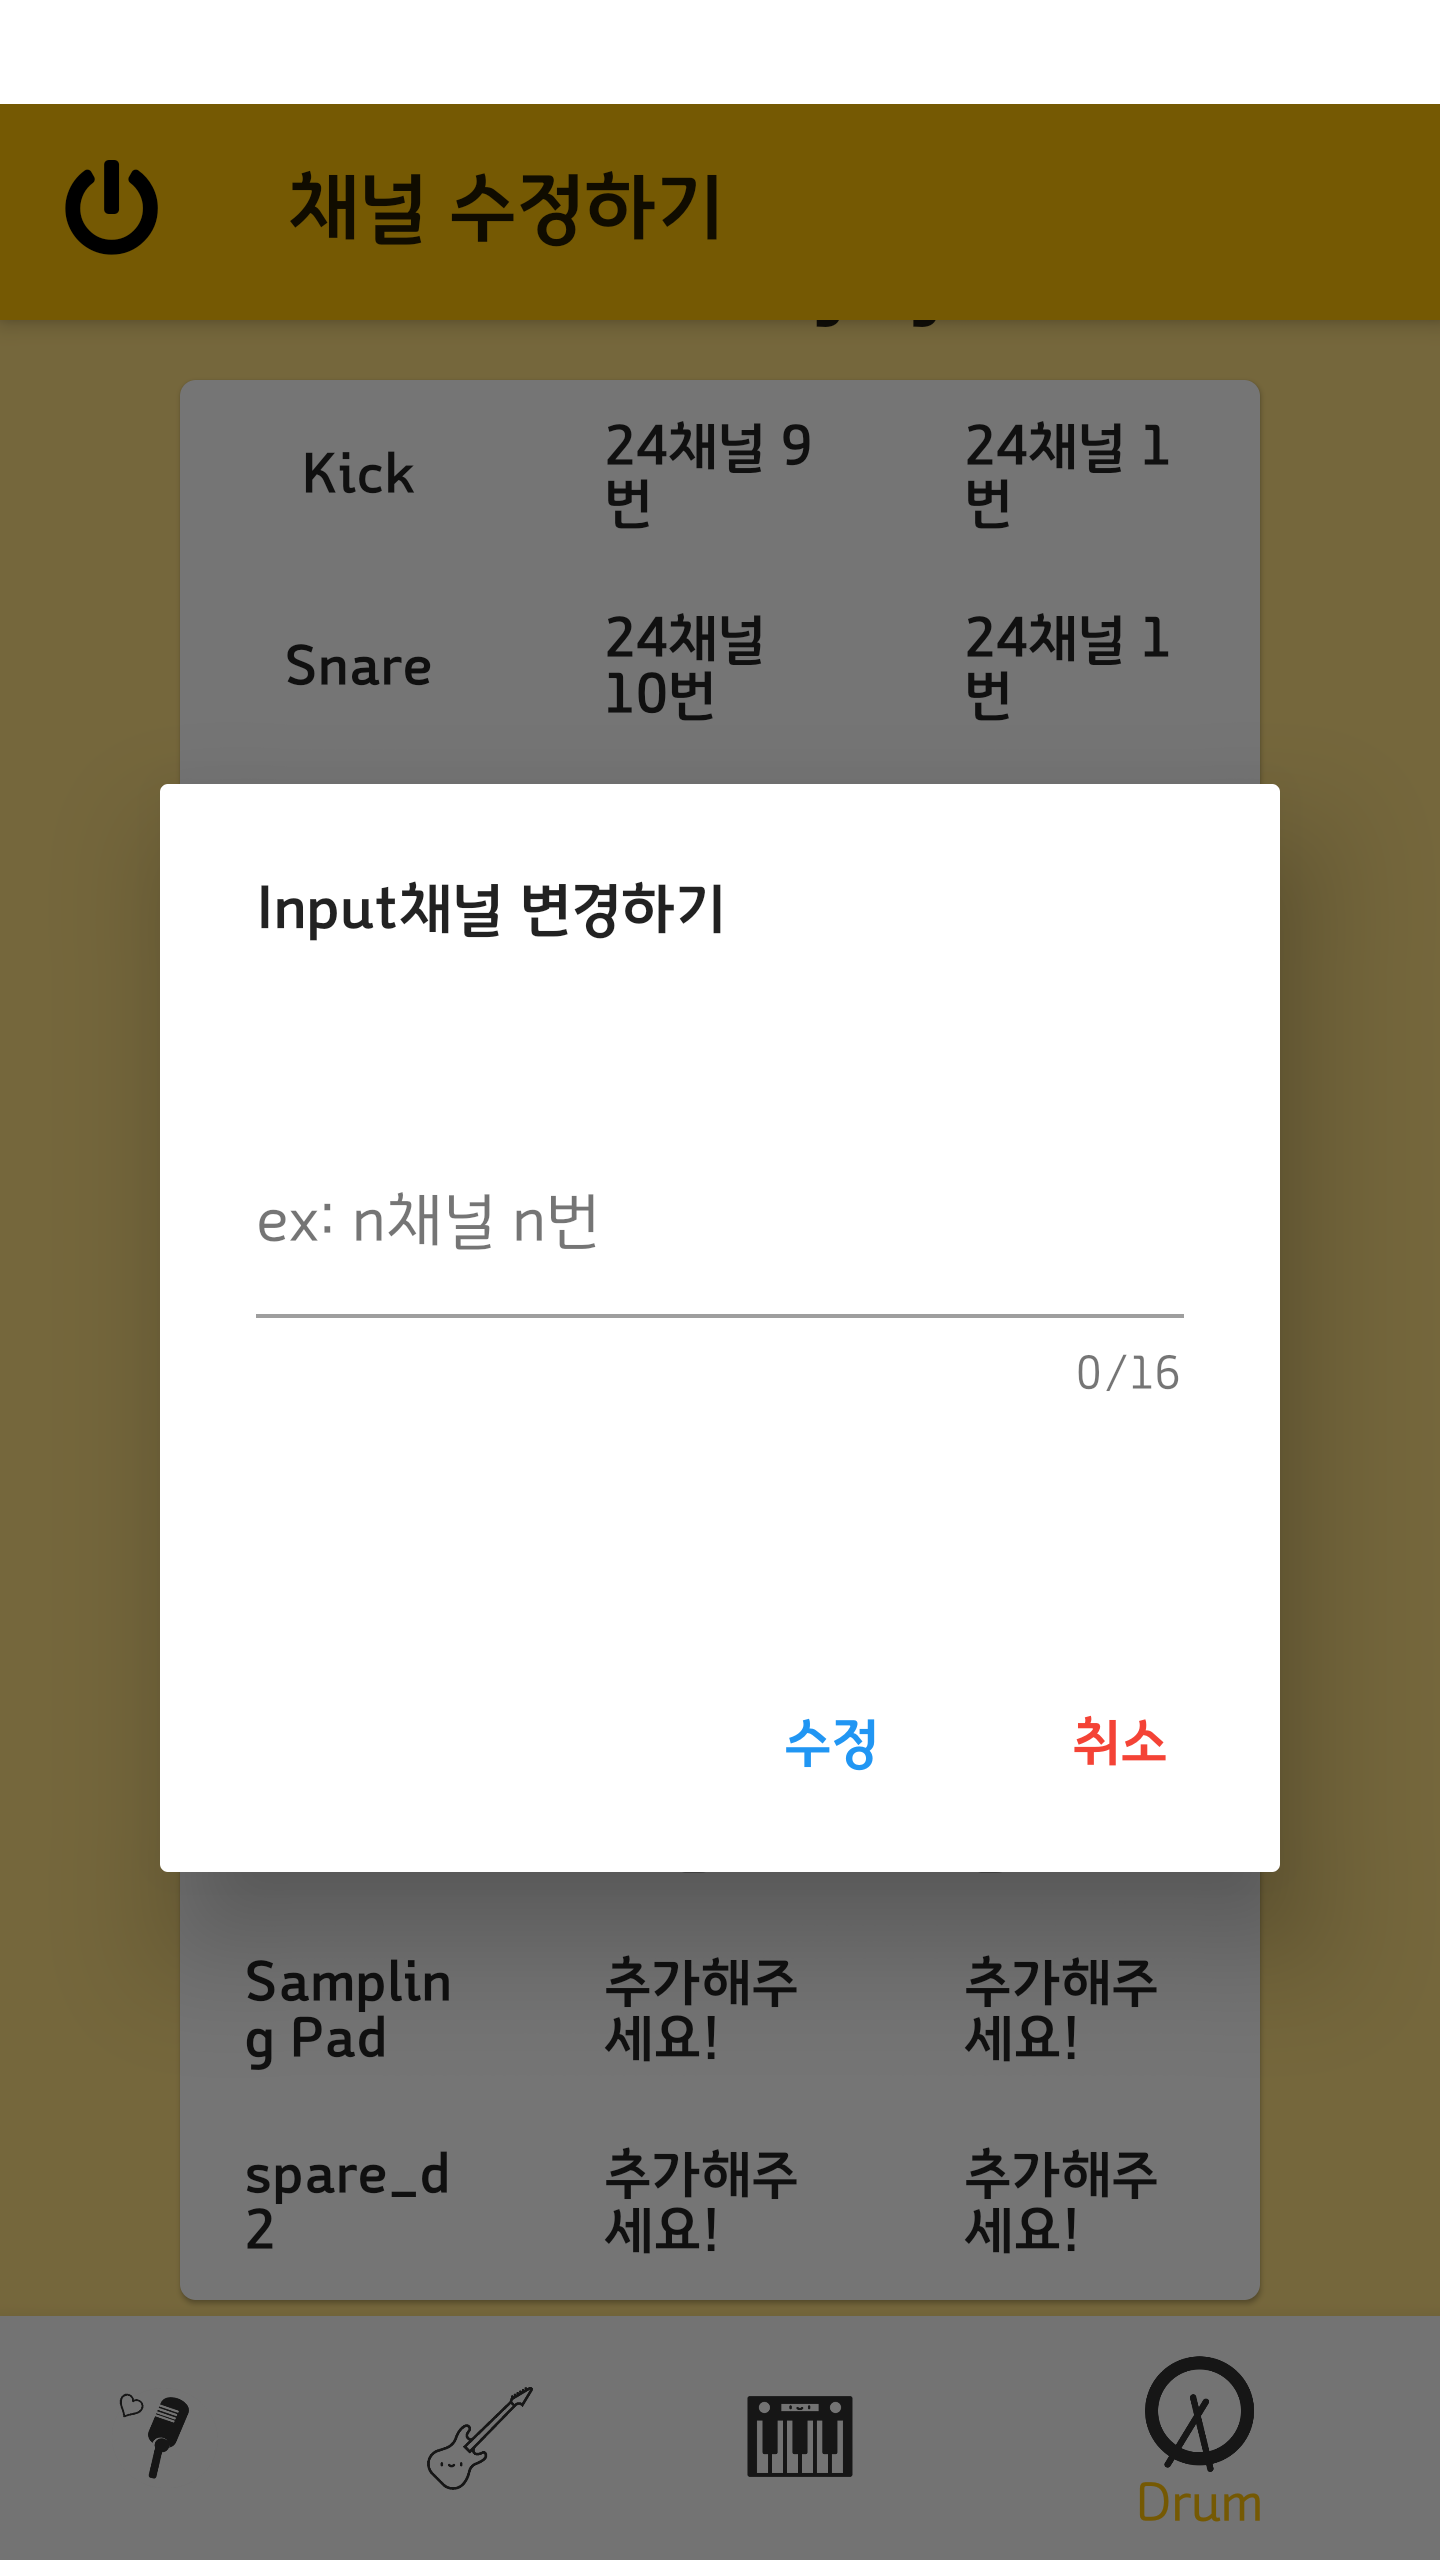 채널 수정하기
Kick
24채널 9
번
24채널 1
번
Snare
24채널
10번
24채널 1
번
Input채널 변경하기
ex: n채널 n번
0/16
수정
취소
Samplin
g Pad
추가해주
세요!
추가해주
세요!
spare_d
2
추가해주
세요!
추가해주
세요!
Drum